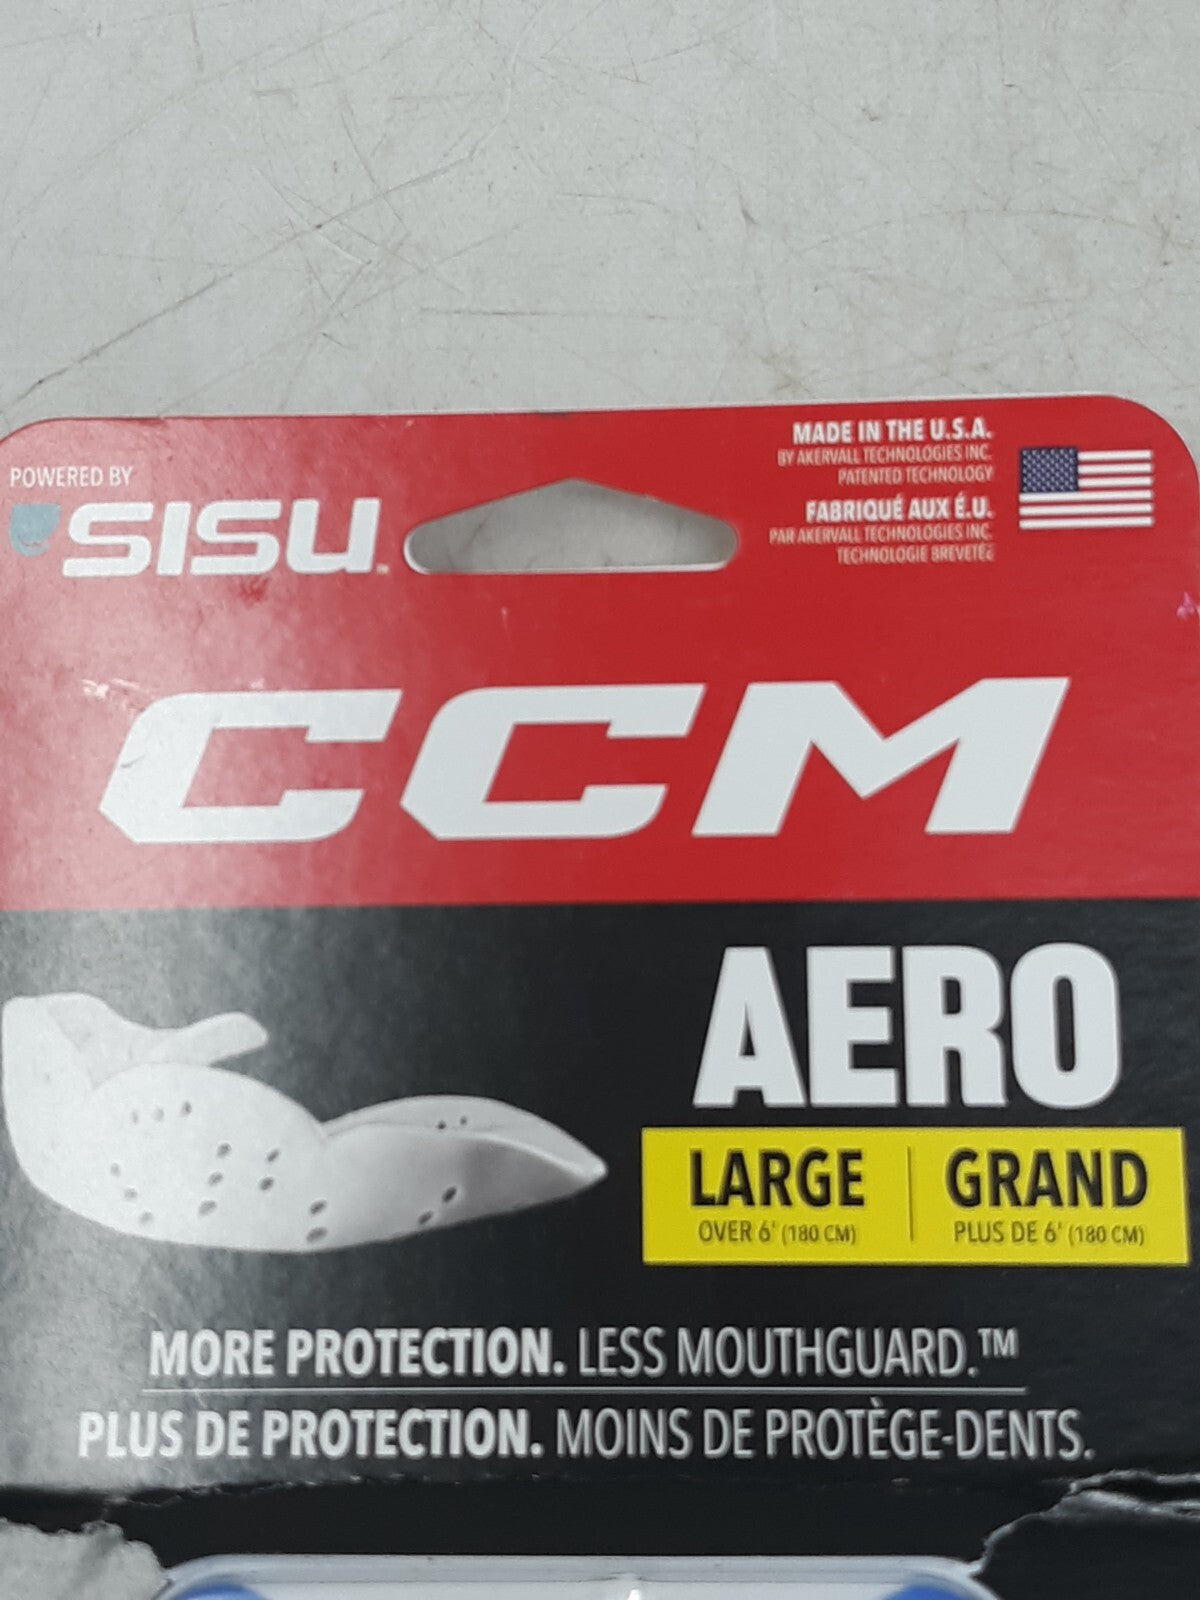 POWERED BY
SISU™
MADE IN THE U.S.A.
BY AKERVALL TECHNOLOGIES INC.
PATENTED TECHNOLOGY
FABRIQUÉ AUX É.U.
PAR AKERVALL TECHNOLOGIES INC.
TECHNOLOGIE BREVETÉE
CCM
AERO
LARGE
OVER 6' (180 CM)
GRAND
PLUS DE 6' (180 CM)
MORE PROTECTION. LESS MOUTHGUARD.™
PLUS DE PROTECTION. MOINS DE PROTÈGE-DENTS.